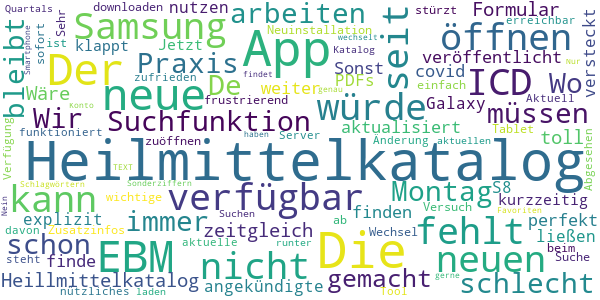 Quartals downloaden nutzen arbeiten Formular erreichbar stürzt
Smartphone Sehr sofort Samsung Neuinstallation Jetzt wechselt Katalog öffnen
bleibt ist klappt App seit veröffentlicht versteckt
Der Praxis Sonst covid Aktuell einfach Nur
zufrieden De weiter PDFs findet genau ICD Wo
Wäre neue frustrierend würde Galaxy müssen
Verfügung Wir Suchfunktion Server aktualisiert Änderung Tablet toll Abgesehen
funktioniert Konto zuöffnen haben aktuellen
Heilmittelkatalog
TEXT
Schlagwörtern Sonderziffern
Nein kann verfügbar Montag S8 kurzzeitig
explizit wichtige Suchen ab finden Versuch perfekt
davon Zusatzinfos immer Wechsel fehlt ließen
schon EBM zeitgleich Die Favoriten
steht finde aktuelle nicht runter neuen beim Suche
Heillmittelkatalog gemacht schlecht
nützliches laden angekündigte Tool gerne